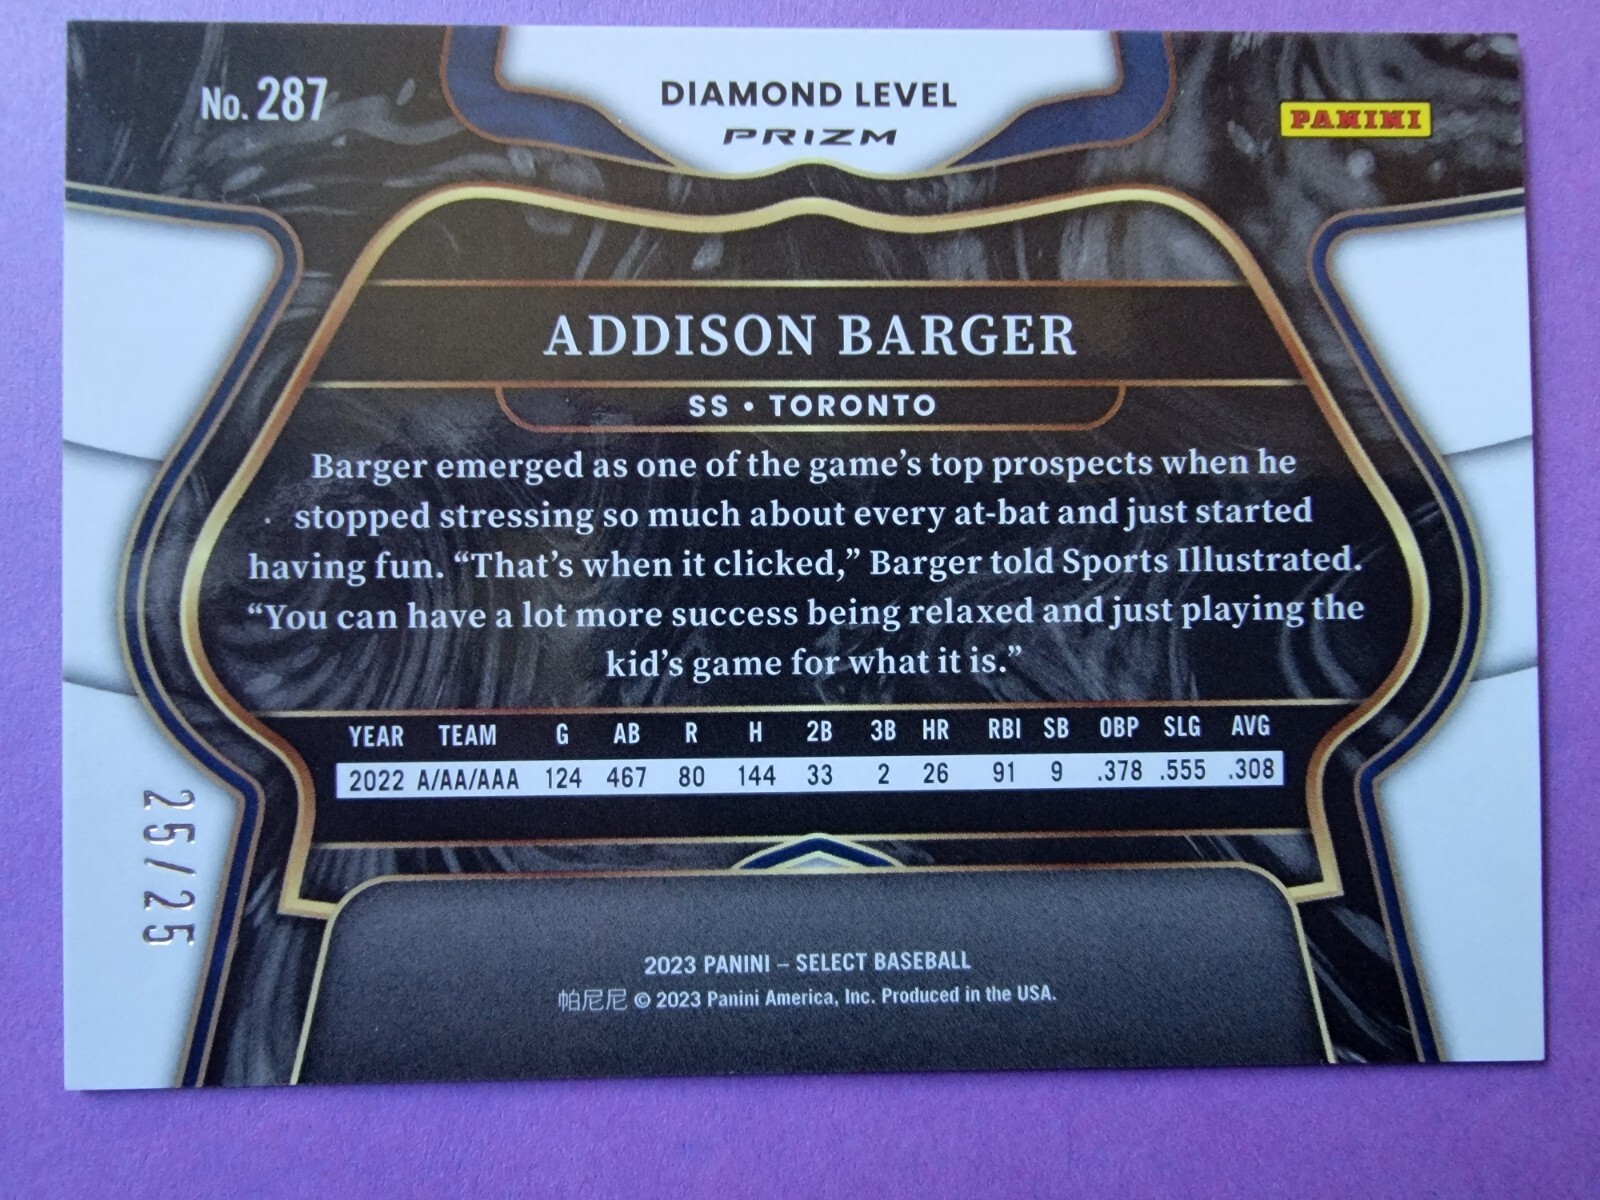 No. 287
DIAMOND LEVEL
PRIZM
PANINI
ADDISON BARGER
SS • TORONTO
Barger emerged as one of the game’s top prospects when he
stopped stressing so much about every at-bat and just started
having fun. “That’s when it clicked,” Barger told Sports Illustrated.
“You can have a lot more success being relaxed and just playing the
kid’s game for what it is.”
YEAR TEAM G AB R H 2B 3B HR RBI SB OBP SLG AVG
2022 A/AA/AAA 124 467 80 144 33 2 26 91 9 .378 .555 .308
25/25
2023 PANINI – SELECT BASEBALL
帕尼尼 © 2023 Panini America, Inc. Produced in the USA.